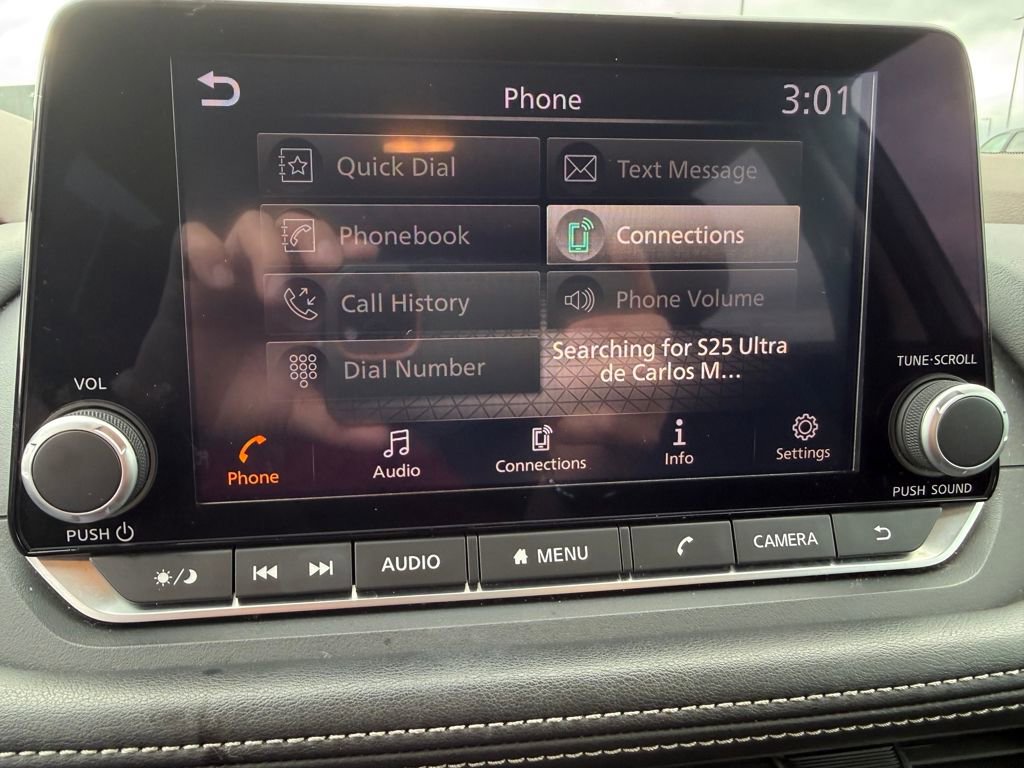 Phone
3:01
Quick Dial
Text Message
Phonebook
Connections
Call History
Phone Volume
Dial Number
Searching for S25 Ultra
de Carlos M...
VOL
TUNE·SCROLL
Phone
Audio
Connections
Info
Settings
PUSH
PUSH SOUND
AUDIO
MENU
CAMERA